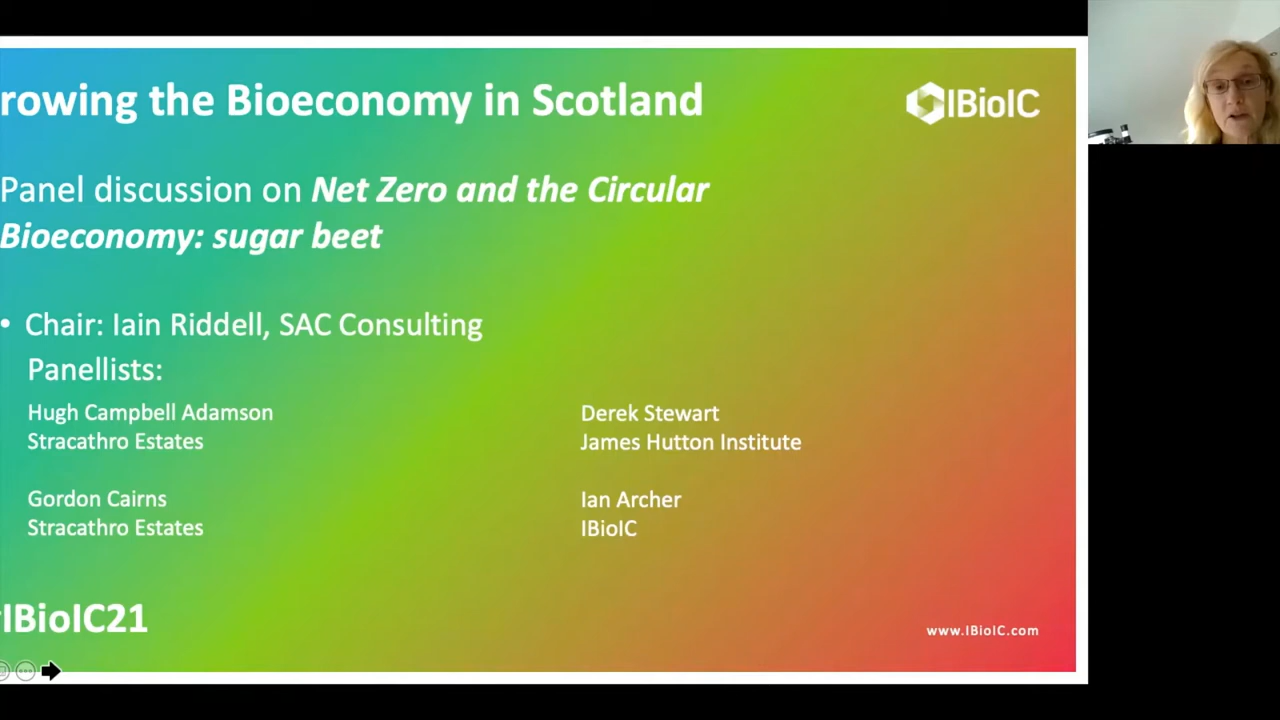 rowing the Bioeconomy in Scotland
IBioIC
Panel discussion on Net Zero and the Circular
Bioeconomy: sugar beet
• Chair: Iain Riddell, SAC Consulting
Panellists:
Hugh Campbell Adamson
Stracathro Estates
Derek Stewart
James Hutton Institute
Gordon Cairns
Stracathro Estates
Ian Archer
IBioIC
IBioIC21
www.IBioIC.com